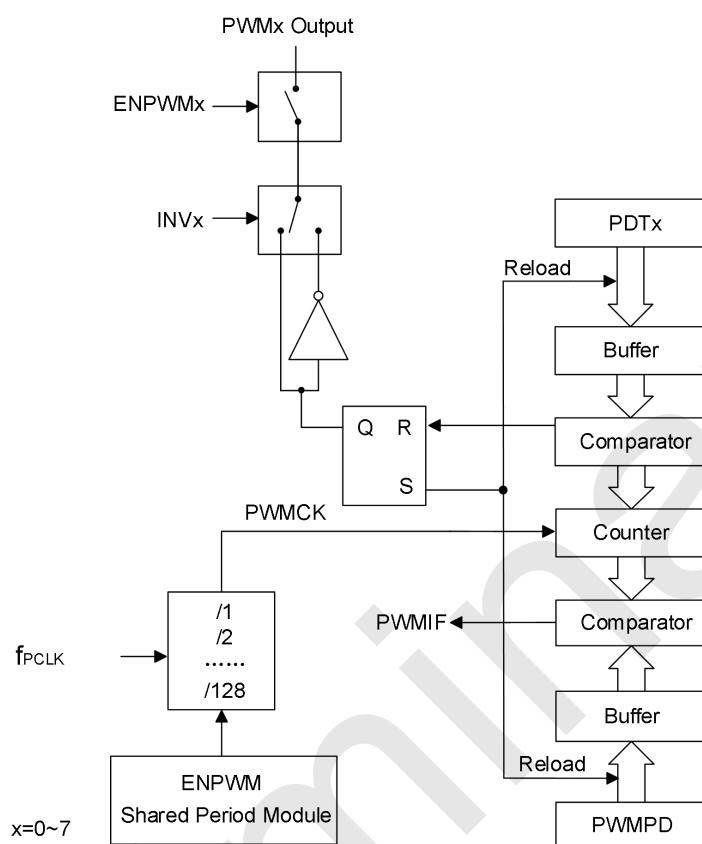 PWMx Output
ENPWMx
INVx
PDTx
Reload
Buffer
Q R
Comparator
S
PWMCK
Counter
/1
/2
......
/128
fPCLK
PWMIF
Comparator
Buffer
Reload
ENPWM
Shared Period Module
PWMPD
x=0~7
mina